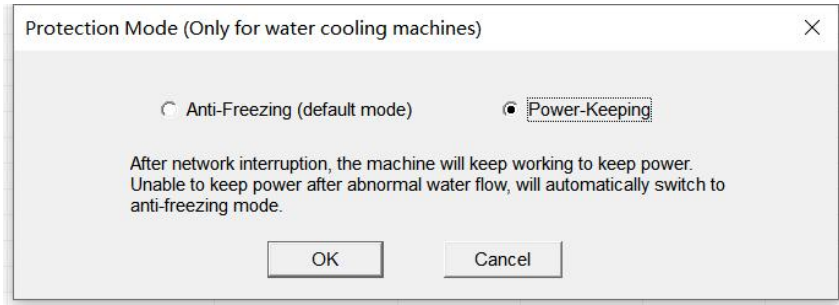 Protection Mode (Only for water cooling machines)
Anti-Freezing (default mode) Power-Keeping
After network interruption, the machine will keep working to keep power.
Unable to keep power after abnormal water flow, will automatically switch to
anti-freezing mode.
OK Cancel